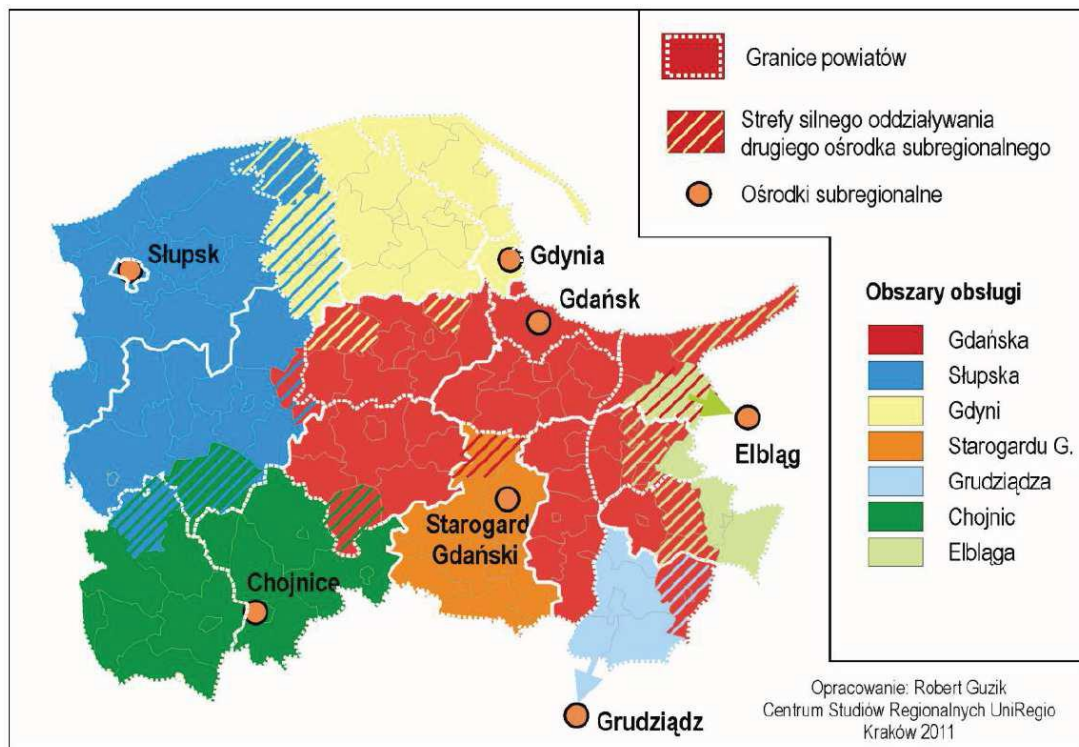 Granice powiatów
Strefy silnego oddziaływania
drugiego ośrodka subregionalnego
Ośrodki subregionalne
Słupsk
Gdynia
Gdańsk
Elbląg
Starogard
Gdański
Chojnice
Grudziądz
Obszary obsługi
Gdańska
Słupska
Gdyni
Starogardu G.
Grudziądza
Chojnic
Elbląga
Opracowanie: Robert Guzik
Centrum Studiów Regionalnych UniRegio
Kraków 2011